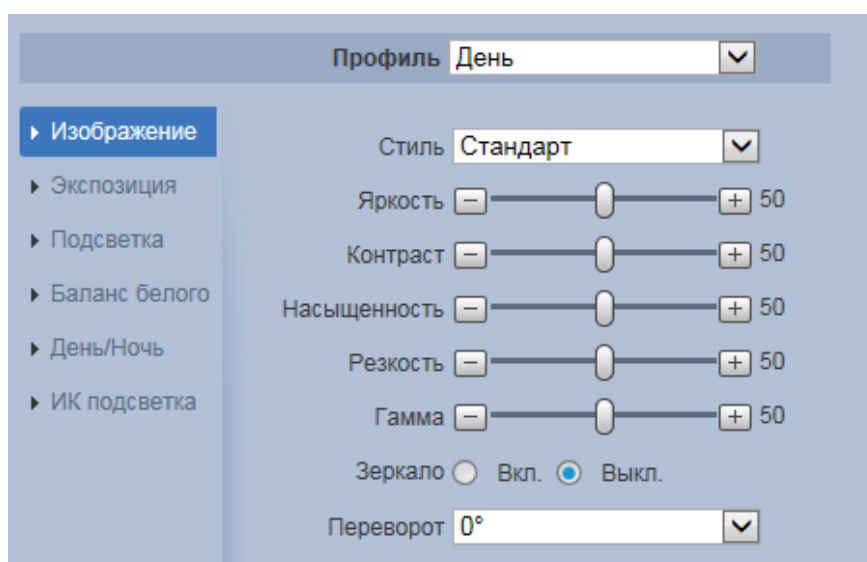 Профиль День
Изображение
Экспозиция
Подсветка
Баланс белого
День/Ночь
ИК подсветка
Стиль Стандарт
Яркость 50
Контраст 50
Насыщенность 50
Резкость 50
Гамма 50
Зеркало Вкл. Выкл.
Переворот 0°